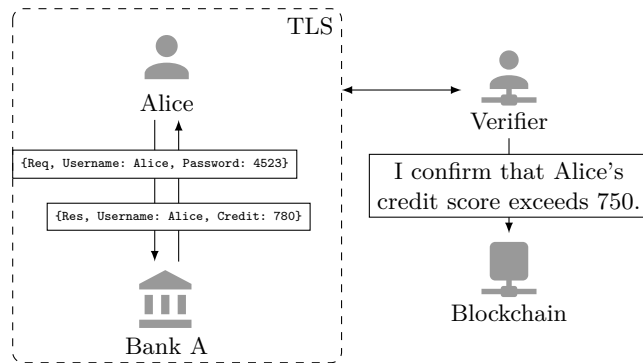 TLS
Alice
{Req, Username: Alice, Password: 4523}
{Res, Username: Alice, Credit: 780}
Bank A
Verifier
I confirm that Alice's
credit score exceeds 750.
Blockchain